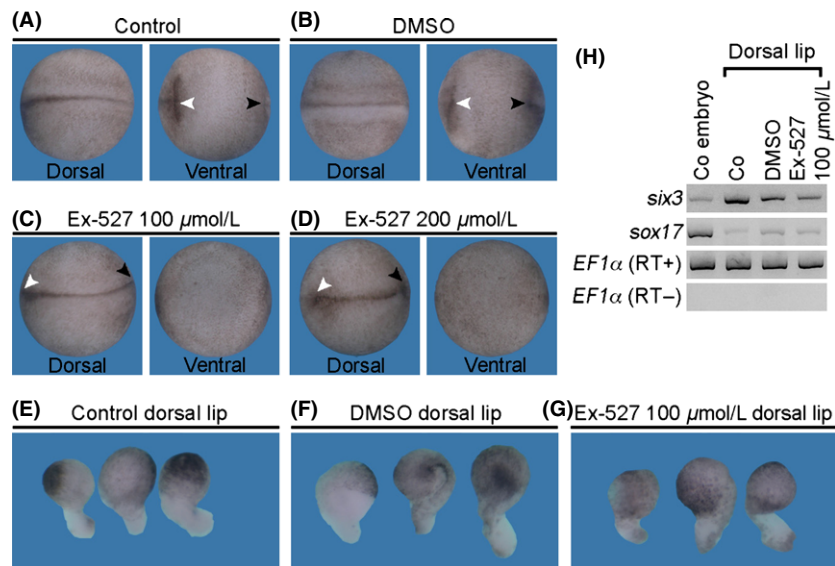 (A) Control
(B) DMSO
Dorsal Ventral Dorsal Ventral
(C) Ex-527 100 µmol/L
(D) Ex-527 200 µmol/L
Dorsal Ventral Dorsal Ventral
(E) Control dorsal lip
(F) DMSO dorsal lip
(G) Ex-527 100 µmol/L dorsal lip
(H)
Dorsal lip
Co embryo
Co
DMSO
Ex-527
100 µmol/L
six3
sox17
EF1α (RT+)
EF1α (RT−)